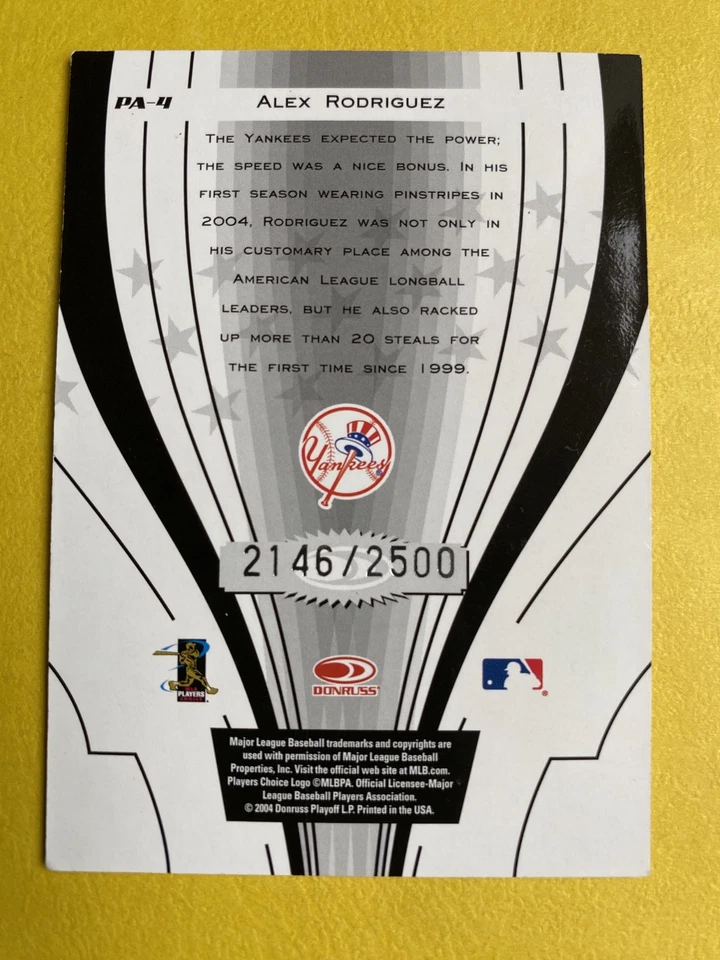 PA-4 ALEX RODRIGUEZ
THE YANKEES EXPECTED THE POWER;
THE SPEED WAS A NICE BONUS. IN HIS
FIRST SEASON WEARING PINSTRIPES IN
2004, RODRIGUEZ WAS NOT ONLY IN
HIS CUSTOMARY PLACE AMONG THE
AMERICAN LEAGUE LONGBALL
LEADERS, BUT HE ALSO RACKED
UP MORE THAN 20 STEALS FOR
THE FIRST TIME SINCE 1999.
Yankees
2146/2500
PLAYERS
CHOICE
DONRUSS
Major League Baseball trademarks and copyrights are
used with permission of Major League Baseball
Properties, Inc. Visit the official web site at MLB.com.
Players Choice Logo ©MLBPA. Official Licensee-Major
League Baseball Players Association.
© 2004 Donruss Playoff L.P. Printed in the USA.